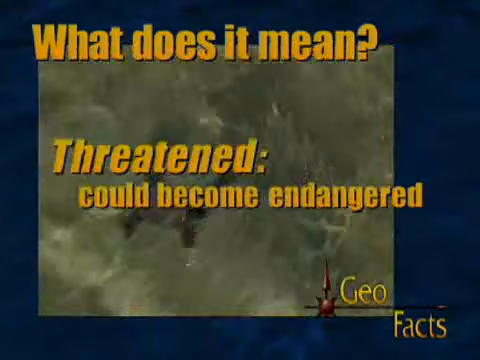 What does it mean?
Threatened:
could become endangered
Geo
Facts